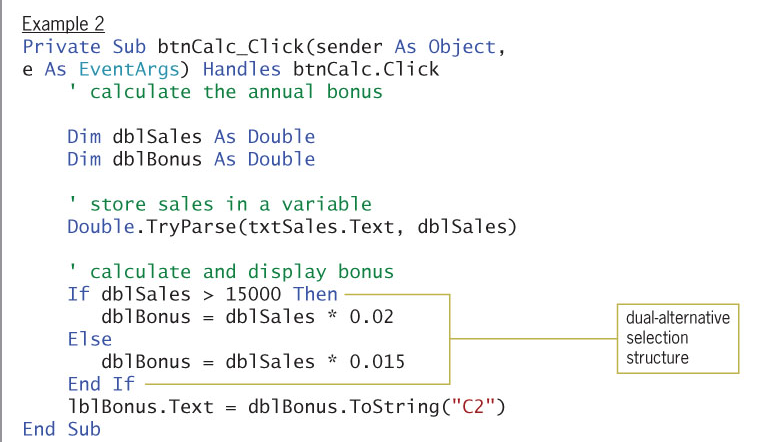 Example 2
Private Sub btnCalc_Click(sender As Object,
e As EventArgs) Handles btnCalc.Click
' calculate the annual bonus
Dim dblSales As Double
Dim dblBonus As Double
' store sales in a variable
Double.TryParse(txtSales.Text, dblSales)
' calculate and display bonus
If dblSales > 15000 Then
dblBonus = dblSales * 0.02
Else
dblBonus = dblSales * 0.015
End If
lblBonus.Text = dblBonus.ToString("C2")
End Sub
dual-alternative
selection
structure